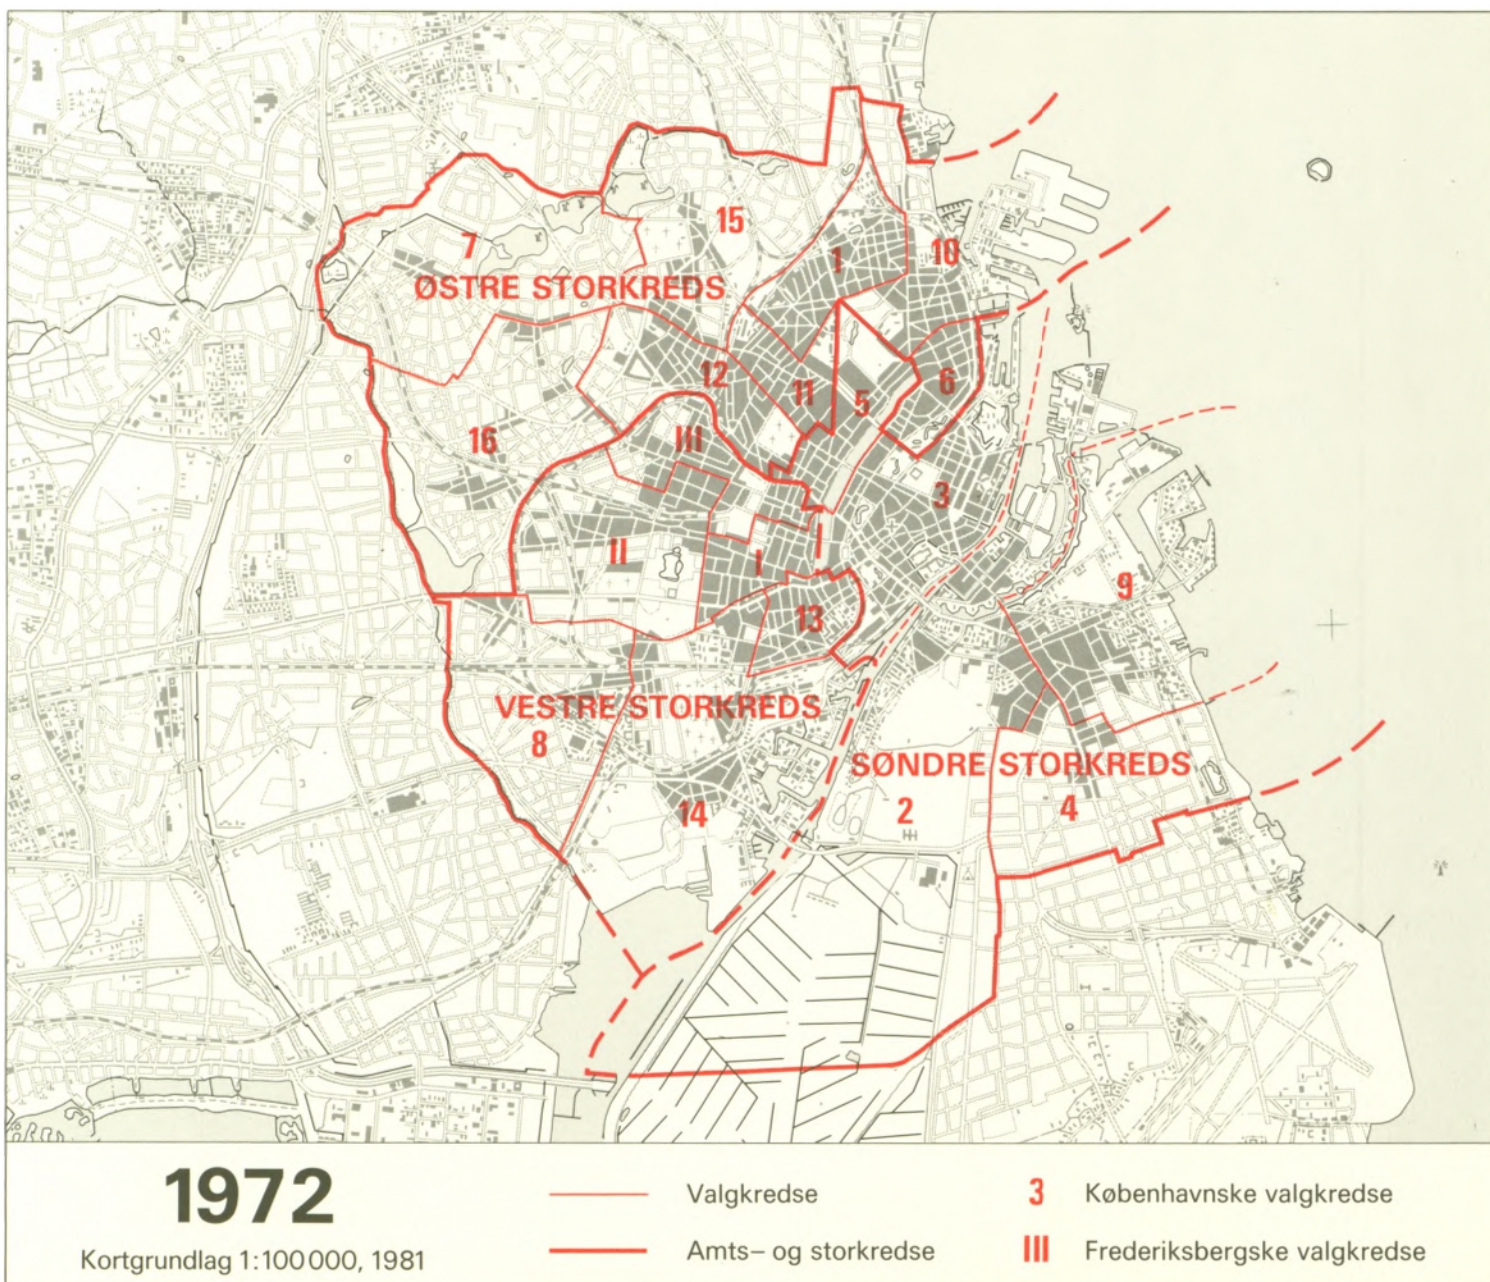 15
1
10
7
ØSTRE STORKREDS
12
11
5
6
16
III
3
II
I
13
9
VESTRE STORKREDS
8
SØNDRE STORKREDS
14
2
4
1972
Kortgrundlag 1:100000, 1981
Valgkredse
Amts- og storkredse
3 Københavnske valgkredse
III Frederiksbergske valgkredse